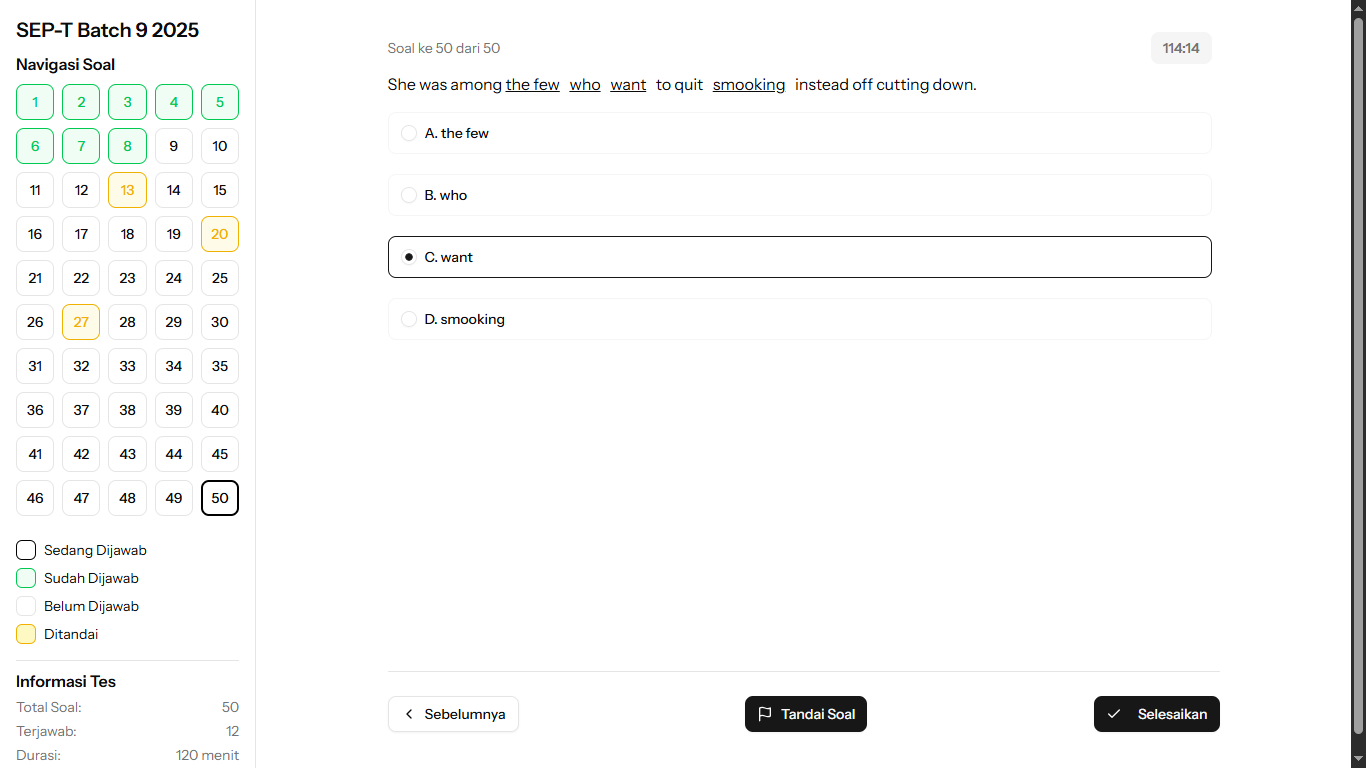 SEP-T Batch 9 2025
Navigasi Soal
1 2 3 4 5
6 7 8 9 10
11 12 13 14 15
16 17 18 19 20
21 22 23 24 25
26 27 28 29 30
31 32 33 34 35
36 37 38 39 40
41 42 43 44 45
46 47 48 49 50
Sedang Dijawab
Sudah Dijawab
Belum Dijawab
Ditandai
Informasi Tes
Total Soal: 50
Terjawab: 12
Durasi: 120 menit
Soal ke 50 dari 50
114:14
She was among the few who want to quit smooking instead off cutting down.
A. the few
B. who
C. want
D. smooking
Sebelumnya
Tandai Soal
Selesaikan